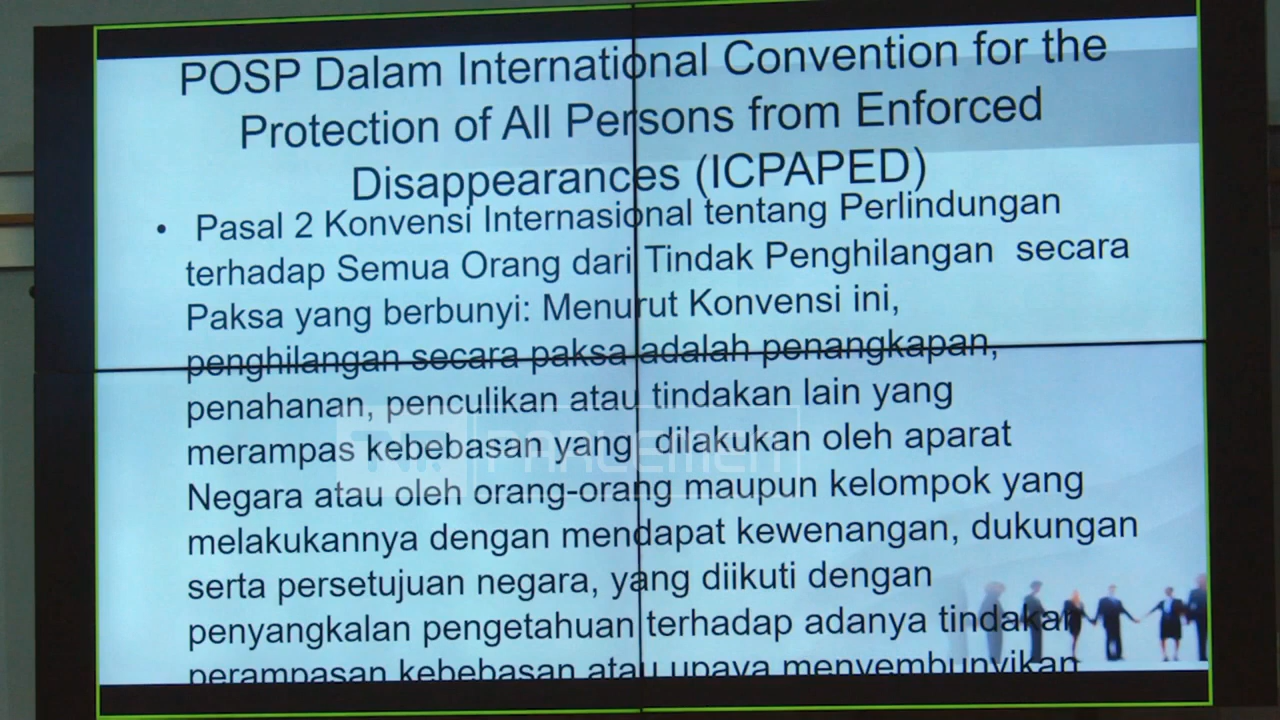 POSP Dalam International Convention for the
Protection of All Persons from Enforced
Disappearances (ICPAPED)
• Pasal 2 Konvensi Internasional tentang Perlindungan
terhadap Semua Orang dari Tindak Penghilangan secara
Paksa yang berbunyi: Menurut Konvensi ini,
penghilangan secara paksa adalah penangkapan,
penahanan, penculikan atau tindakan lain yang
merampas kebebasan yang dilakukan oleh aparat
Negara atau oleh orang-orang maupun kelompok yang
melakukannya dengan mendapat kewenangan, dukungan
serta persetujuan negara, yang diikuti dengan
penyangkalan pengetahuan terhadap adanya tindakan
perampasan kebebasan atau upaya menyembunyikan
PARLEMEN